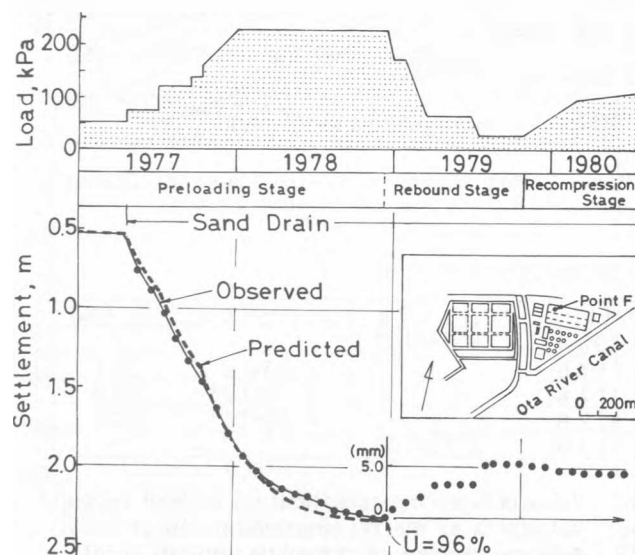 Load, kPa
200
100
0
1977 1978 1979 1980
Preloading Stage Rebound Stage Recompression Stage
Sand Drain
Settlement, m
0.5
1.0
1.5
2.0
2.5
Observed
Predicted
Point F
Ota River Canal
0 200m
(mm)
5.0
0
Ū=96%